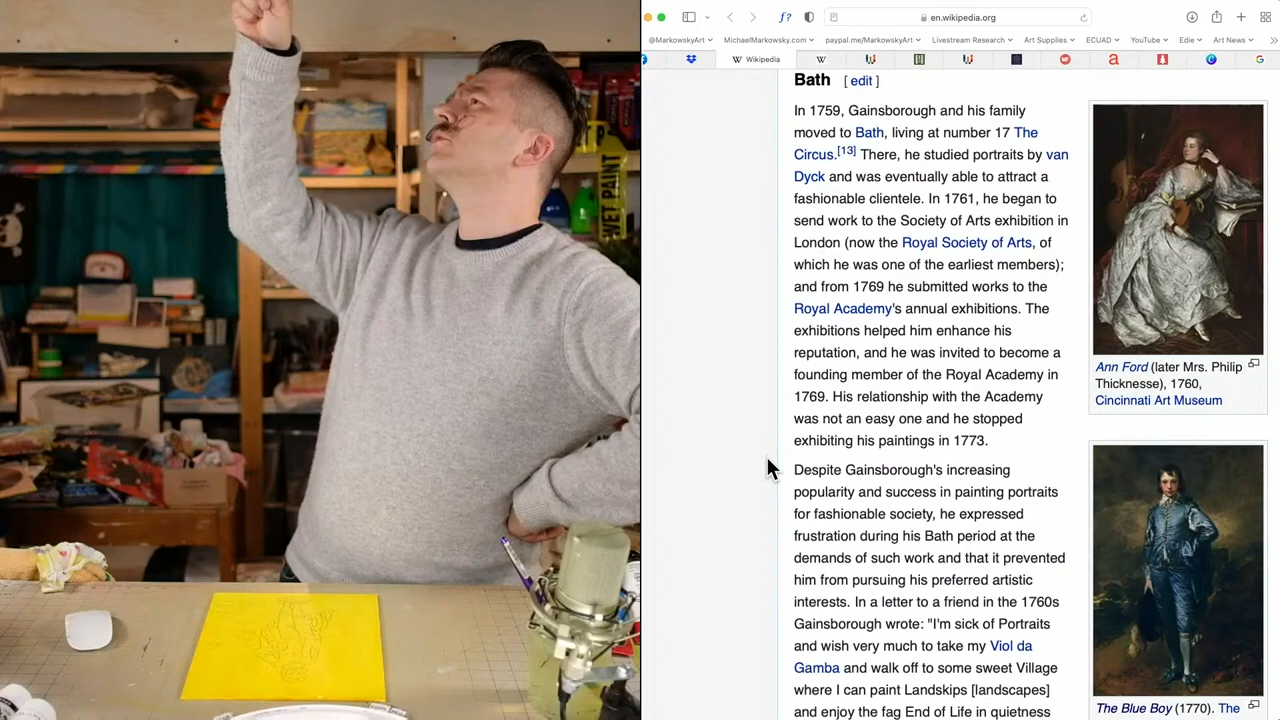 WET PAINT
en.wikipedia.org
@MarkowskyArt MichaelMarkowsky.com paypal.me/MarkowskyArt Livestream Research Art Supplies ECUAD YouTube Edie Art News
Wikipedia
Bath [ edit ]
In 1759, Gainsborough and his family
moved to Bath, living at number 17 The
Circus.[13] There, he studied portraits by van
Dyck and was eventually able to attract a
fashionable clientele. In 1761, he began to
send work to the Society of Arts exhibition in
London (now the Royal Society of Arts, of
which he was one of the earliest members);
and from 1769 he submitted works to the
Royal Academy's annual exhibitions. The
exhibitions helped him enhance his
reputation, and he was invited to become a
founding member of the Royal Academy in
1769. His relationship with the Academy
was not an easy one and he stopped
exhibiting his paintings in 1773.
Despite Gainsborough's increasing
popularity and success in painting portraits
for fashionable society, he expressed
frustration during his Bath period at the
demands of such work and that it prevented
him from pursuing his preferred artistic
interests. In a letter to a friend in the 1760s
Gainsborough wrote: "I'm sick of Portraits
and wish very much to take my Viol da
Gamba and walk off to some sweet Village
where I can paint Landskips [landscapes]
and enjoy the fag End of Life in quietness
Ann Ford (later Mrs. Philip
Thicknesse), 1760,
Cincinnati Art Museum
The Blue Boy (1770). The